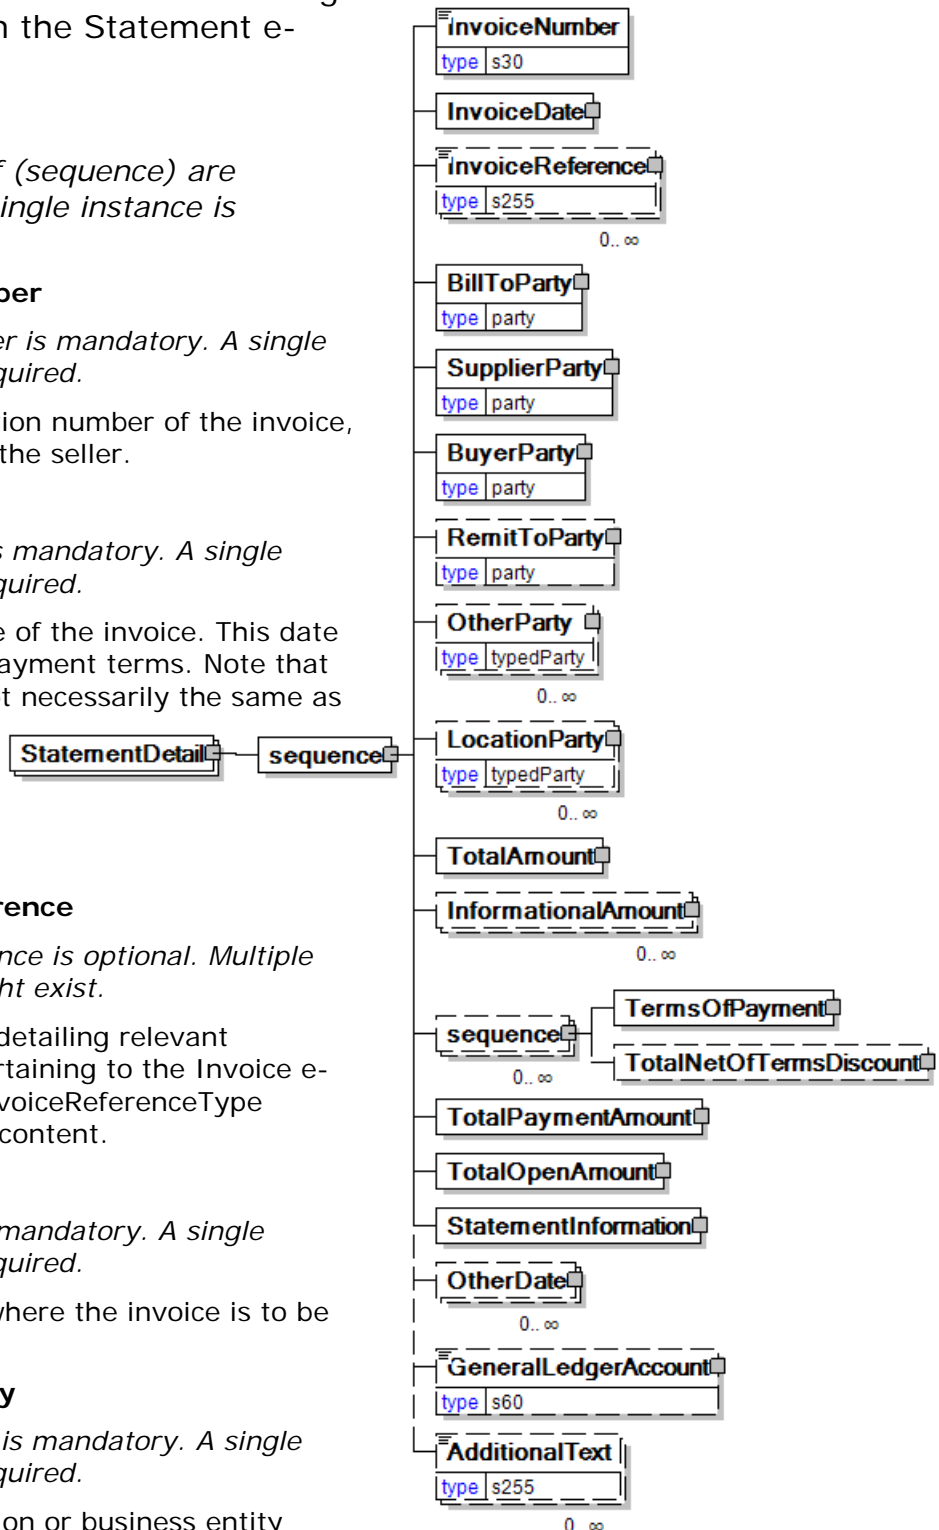 n the Statement e-
f (sequence) are
ingle instance is
ber
er is mandatory. A single
quired.
ion number of the invoice,
the seller.
s mandatory. A single
quired.
e of the invoice. This date
ayment terms. Note that
ot necessarily the same as
rence
nce is optional. Multiple
ht exist.
detailing relevant
rtaining to the Invoice e-
voiceReferenceType
content.
mandatory. A single
quired.
where the invoice is to be
y
is mandatory. A single
quired.
on or business entity
StatementDetail
sequence
InvoiceNumber
type s30
InvoiceDate
InvoiceReference
type s255
0.. ∞
BillToParty
type party
SupplierParty
type party
BuyerParty
type party
RemitToParty
type party
OtherParty
type typedParty
0.. ∞
LocationParty
type typedParty
0.. ∞
TotalAmount
InformationalAmount
0.. ∞
sequence
0.. ∞
TermsOfPayment
TotalNetOfTermsDiscount
TotalPaymentAmount
TotalOpenAmount
StatementInformation
OtherDate
0.. ∞
GeneralLedgerAccount
type s60
AdditionalText
type s255
0.. ∞